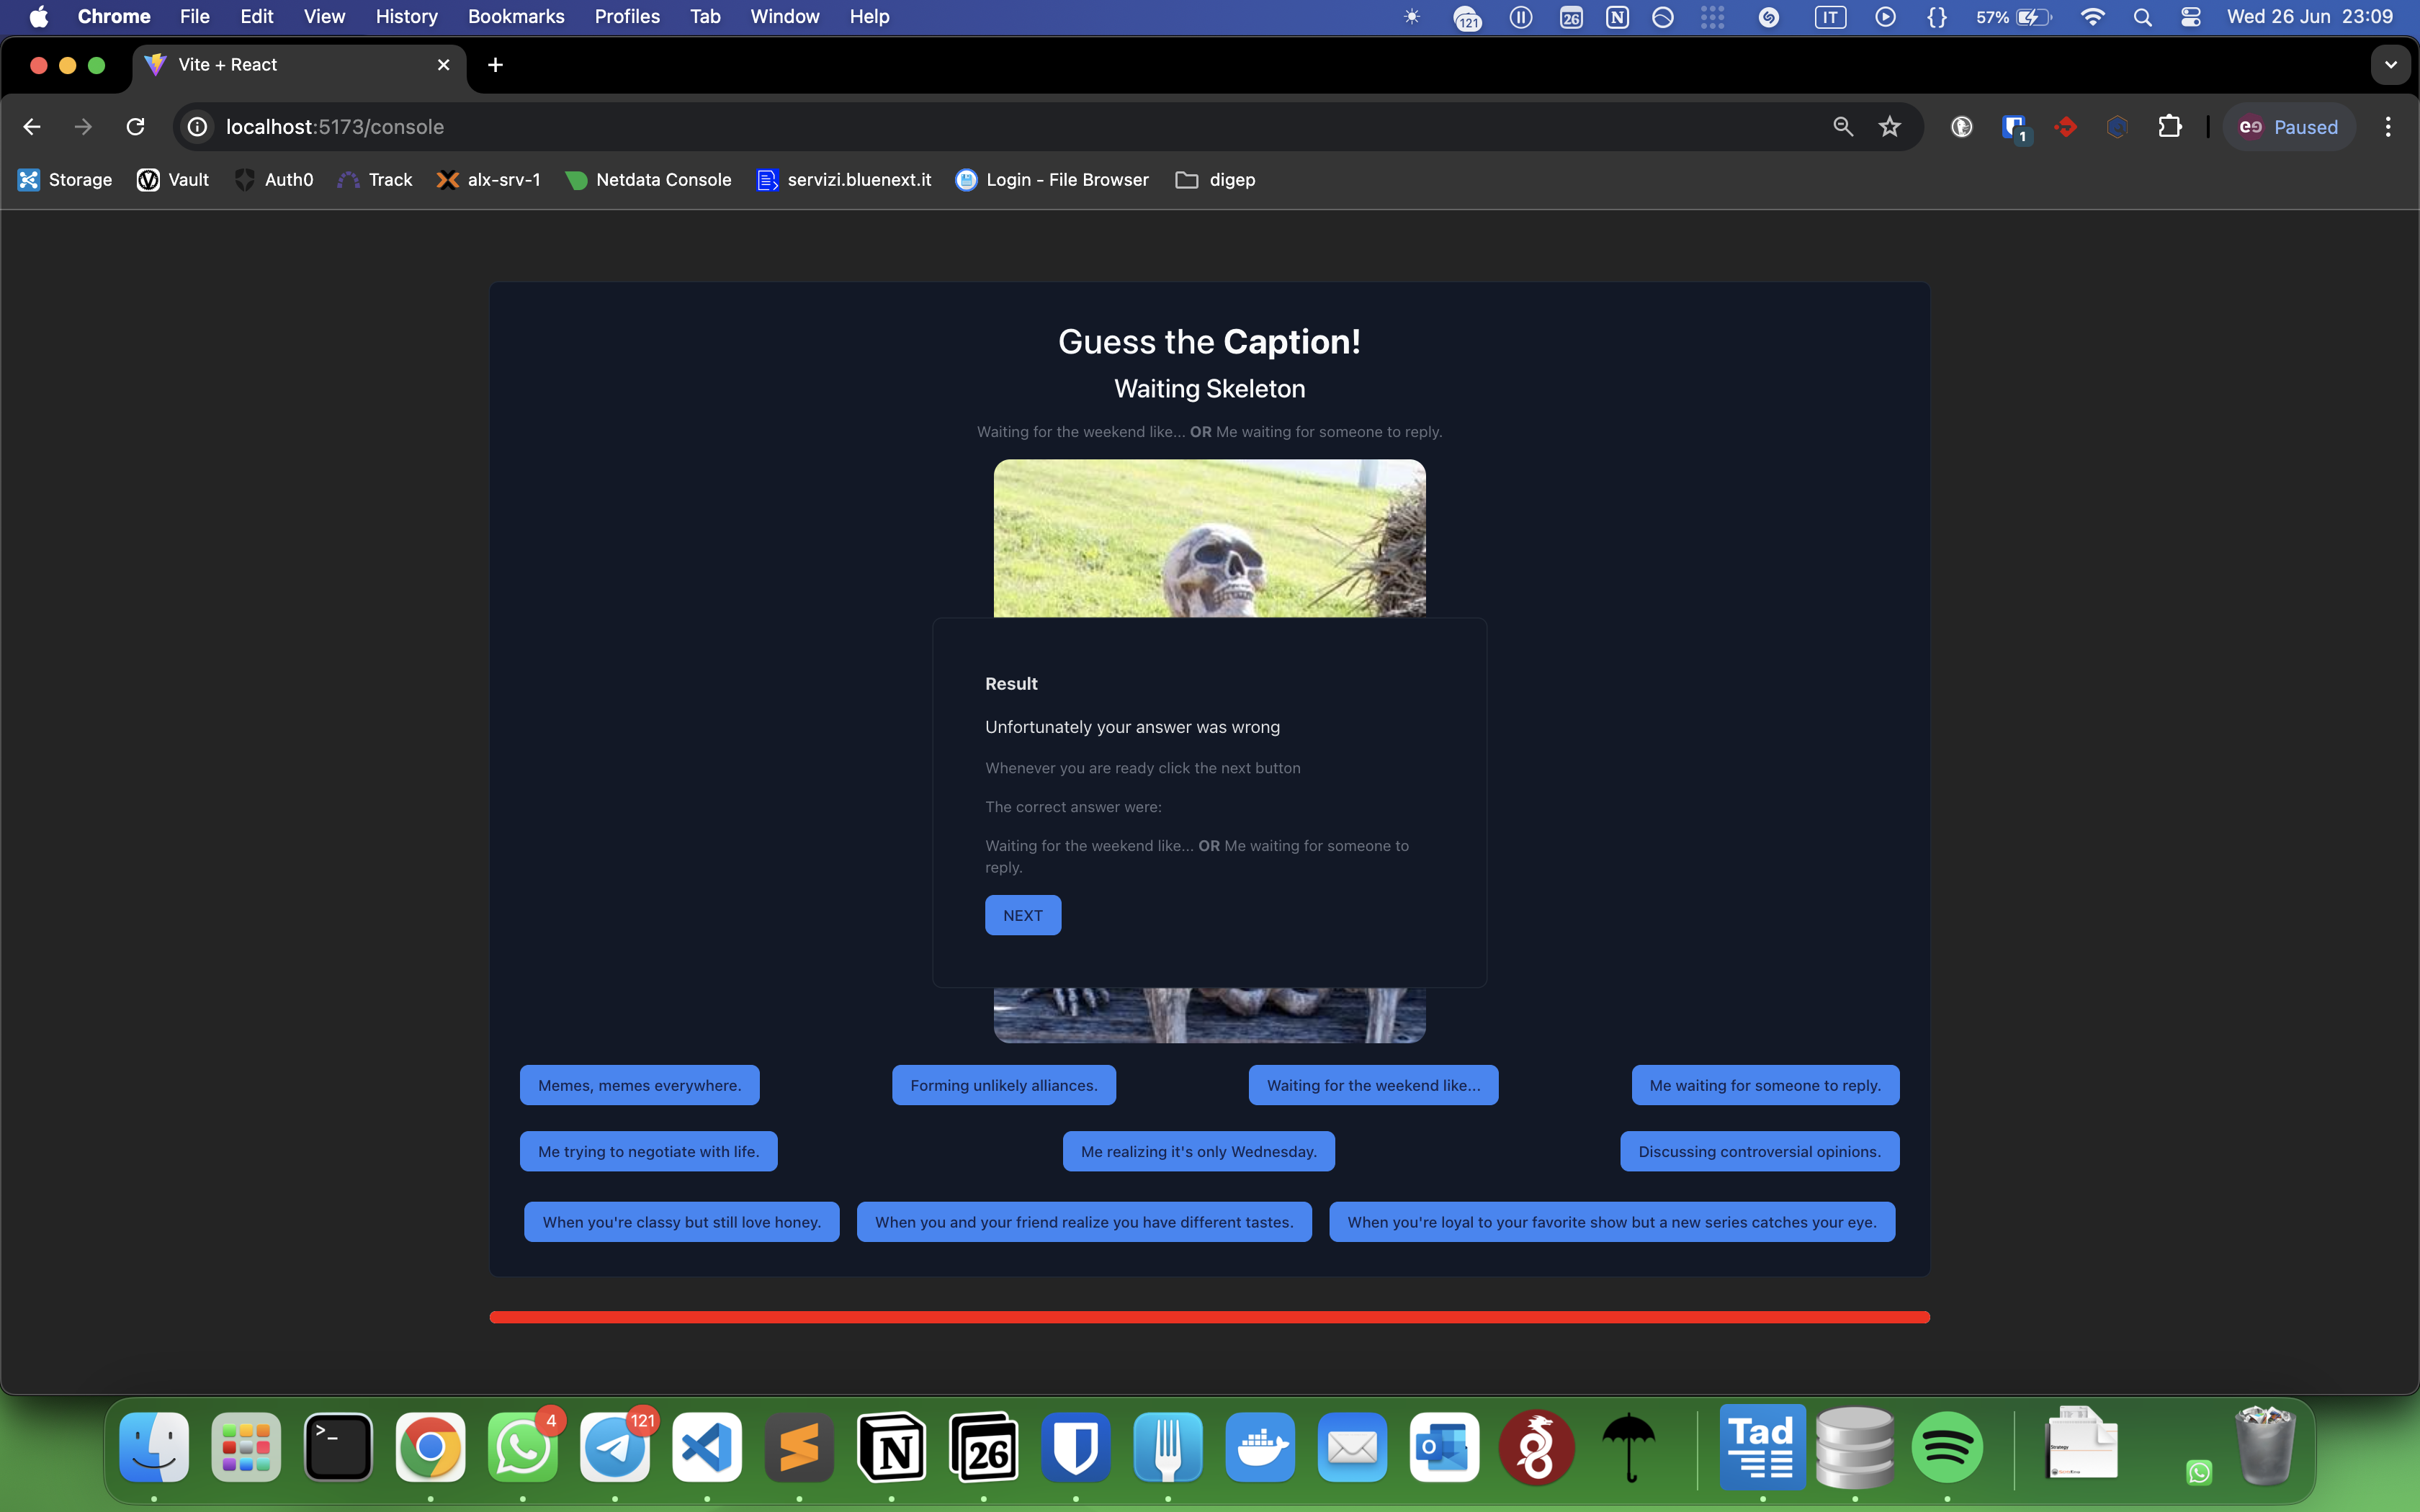 Chrome File Edit View History Bookmarks Profiles Tab Window Help 121 26 N IT {} 57% Wed 26 Jun 23:09
Vite + React
localhost:5173/console 1 Paused
Storage Vault Auth0 Track alx-srv-1 Netdata Console servizi.bluenext.it Login - File Browser digep
Guess the Caption!
Waiting Skeleton
Waiting for the weekend like... OR Me waiting for someone to reply.
Result
Unfortunately your answer was wrong
Whenever you are ready click the next button
The correct answer were:
Waiting for the weekend like... OR Me waiting for someone to
reply.
NEXT
Memes, memes everywhere. Forming unlikely alliances. Waiting for the weekend like... Me waiting for someone to reply.
Me trying to negotiate with life. Me realizing it's only Wednesday. Discussing controversial opinions.
When you're classy but still love honey. When you and your friend realize you have different tastes. When you're loyal to your favorite show but a new series catches your eye.
4 121
>_ N 26 O Tad
Strategy